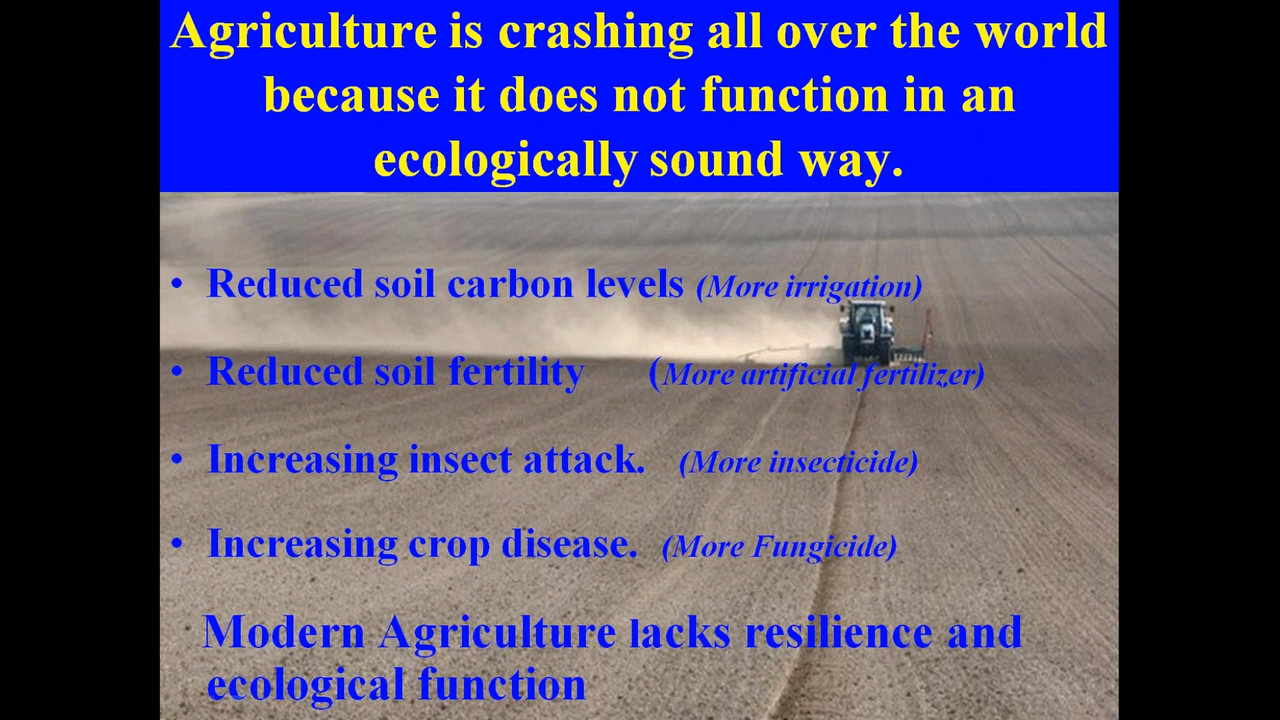 Agriculture is crashing all over the world
because it does not function in an
ecologically sound way.
• Reduced soil carbon levels (More irrigation)
• Reduced soil fertility (More artificial fertilizer)
• Increasing insect attack. (More insecticide)
• Increasing crop disease. (More Fungicide)
Modern Agriculture lacks resilience and
ecological function